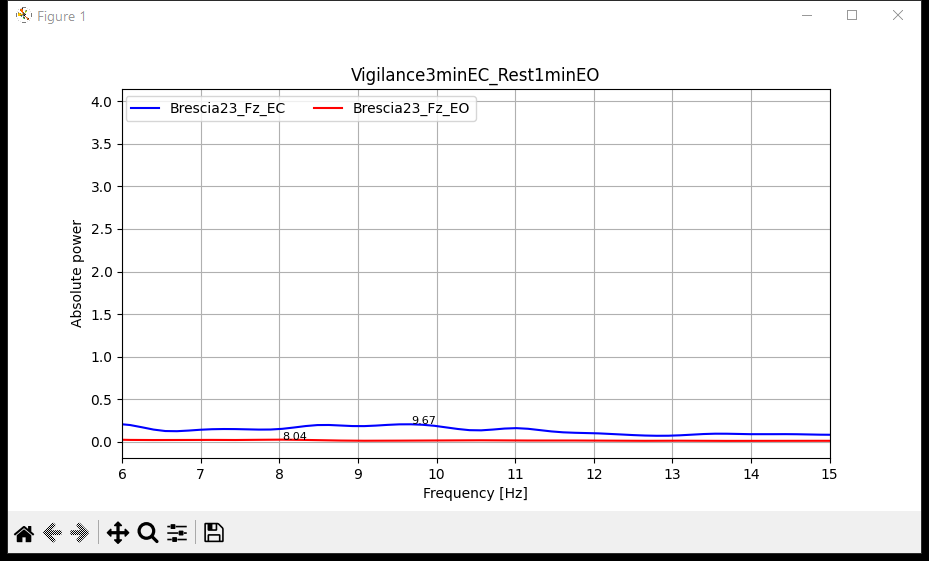 Figure 1
Vigilance3minEC_Rest1minEO
Brescia23_Fz_EC
Brescia23_Fz_EO
4.0
3.5
3.0
2.5
2.0
1.5
1.0
0.5
0.0
Absolute power
9.67
8.04
6 7 8 9 10 11 12 13 14 15
Frequency [Hz]